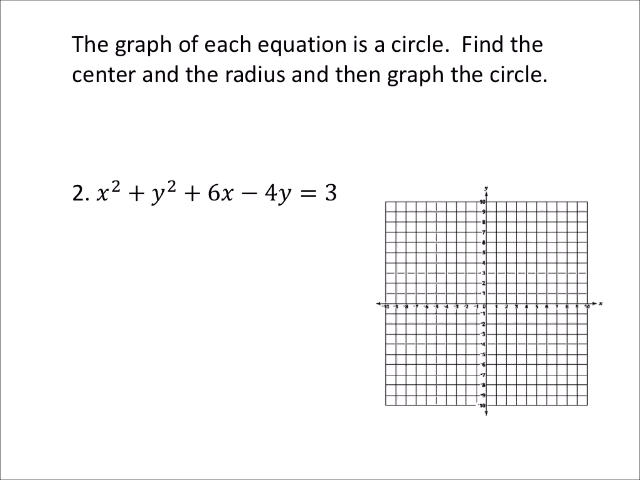 The graph of each equation is a circle.  Find the
center and the radius and then graph the circle.
2. x² + y² + 6x − 4y = 3
y
x